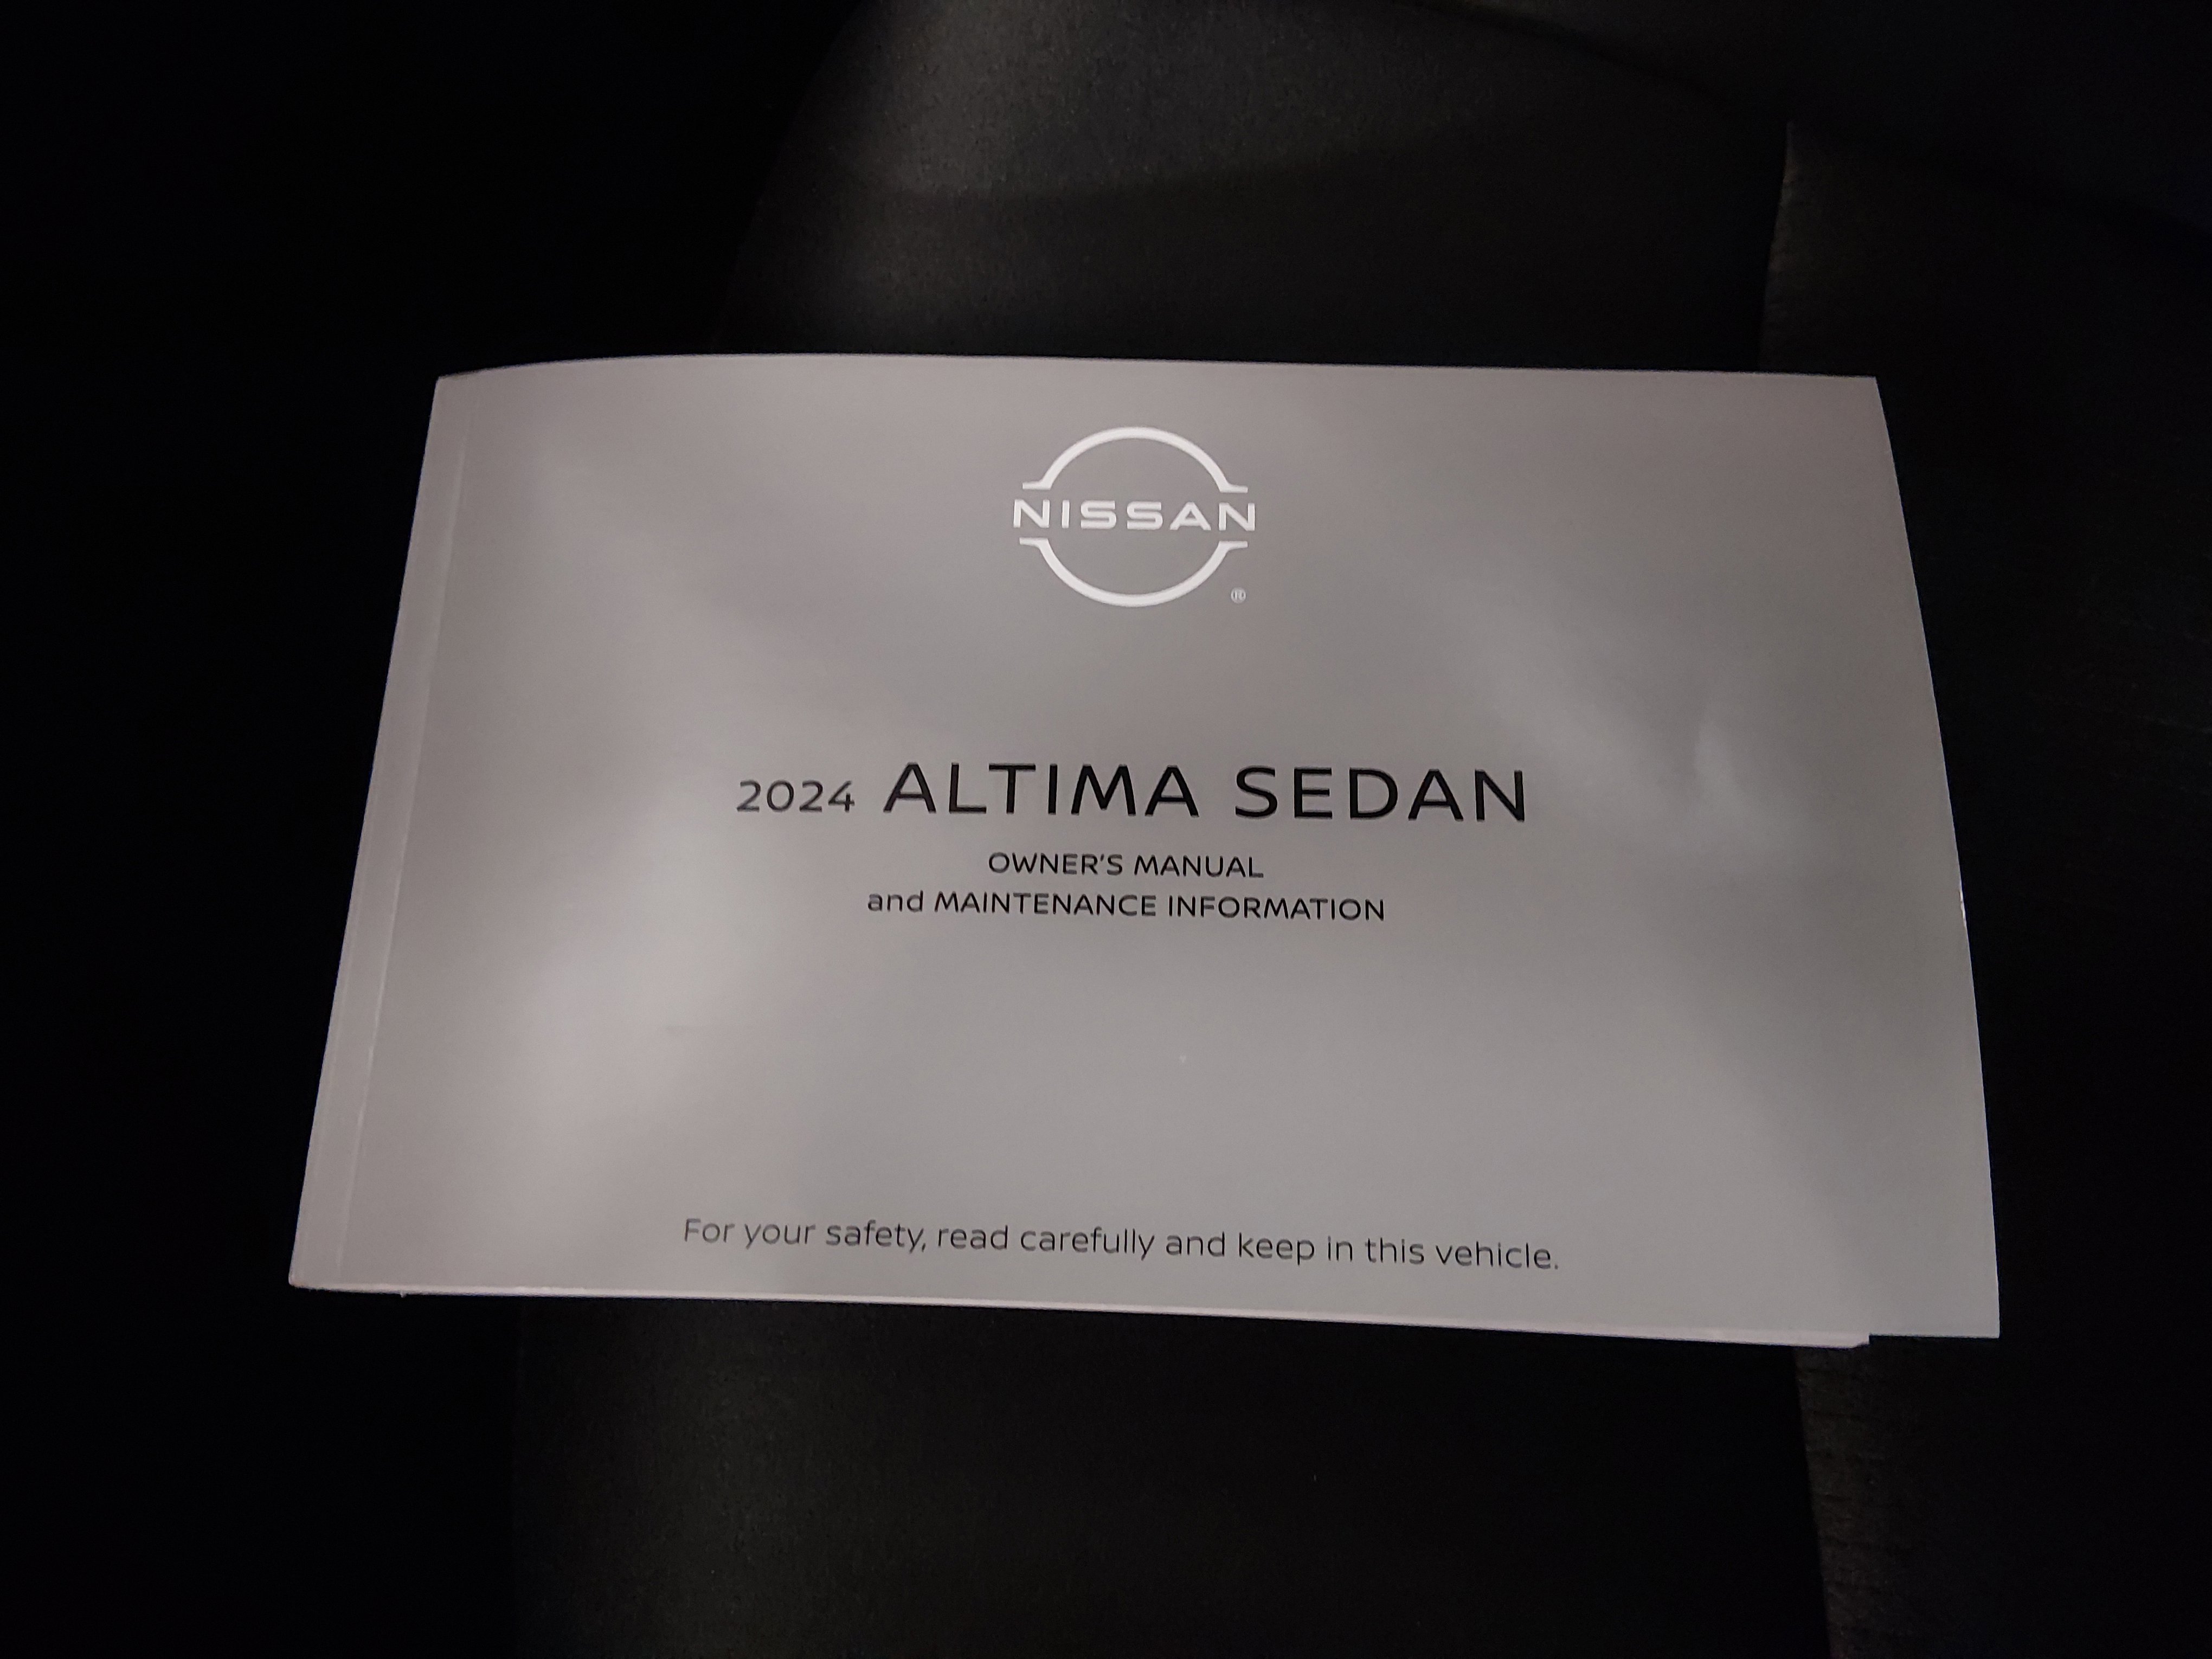 NISSAN
®
2024 ALTIMA SEDAN
OWNER'S MANUAL
and MAINTENANCE INFORMATION
For your safety, read carefully and keep in this vehicle.